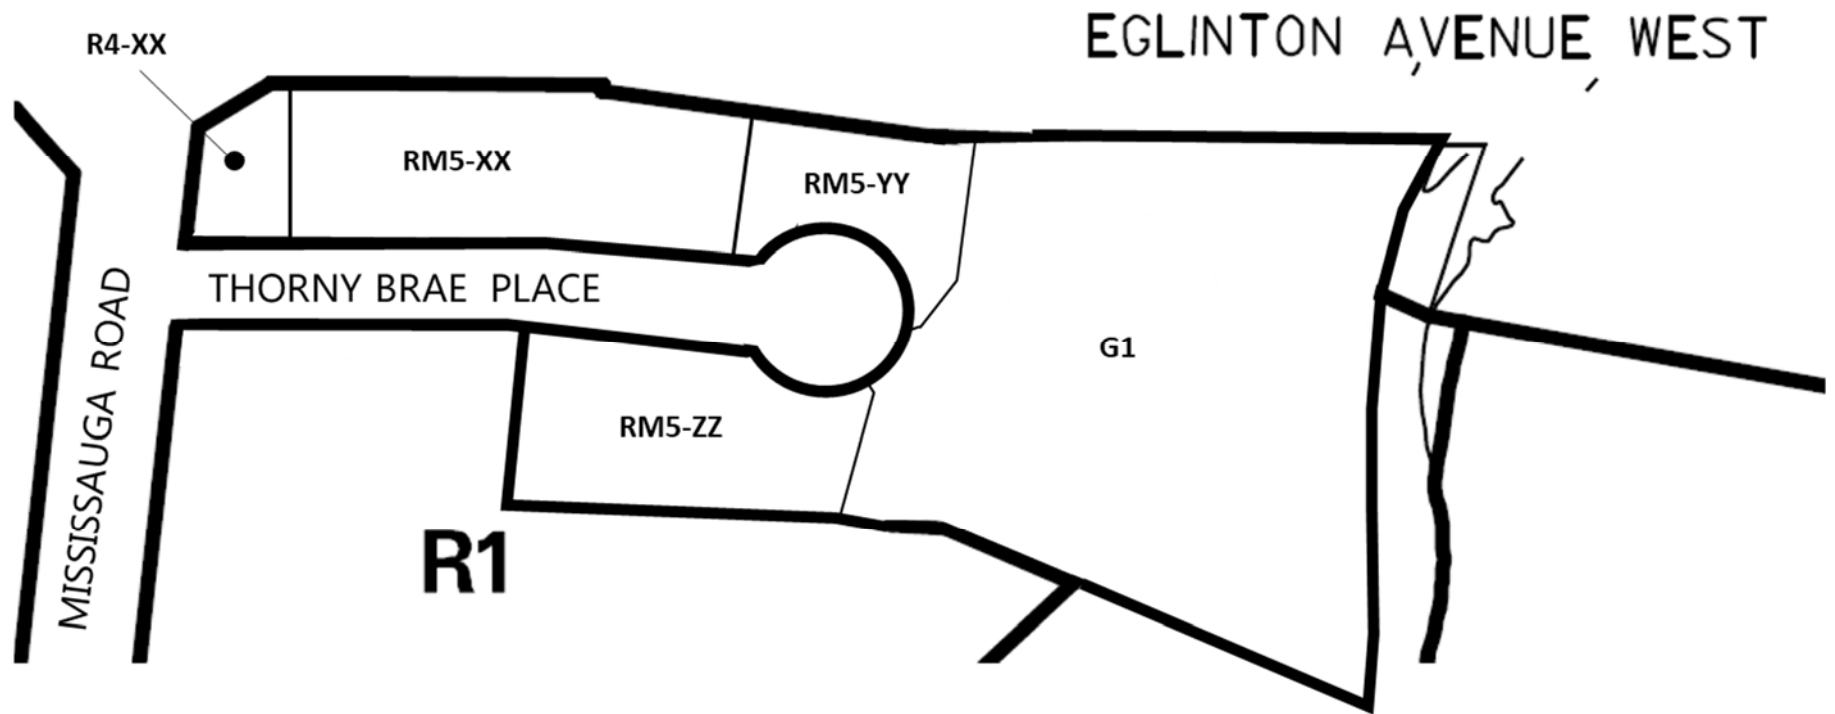 EGLINTON AVENUE WEST
R4-XX
RM5-XX
RM5-YY
THORNY BRAE PLACE
G1
MISSISSAUGA ROAD
RM5-ZZ
R1